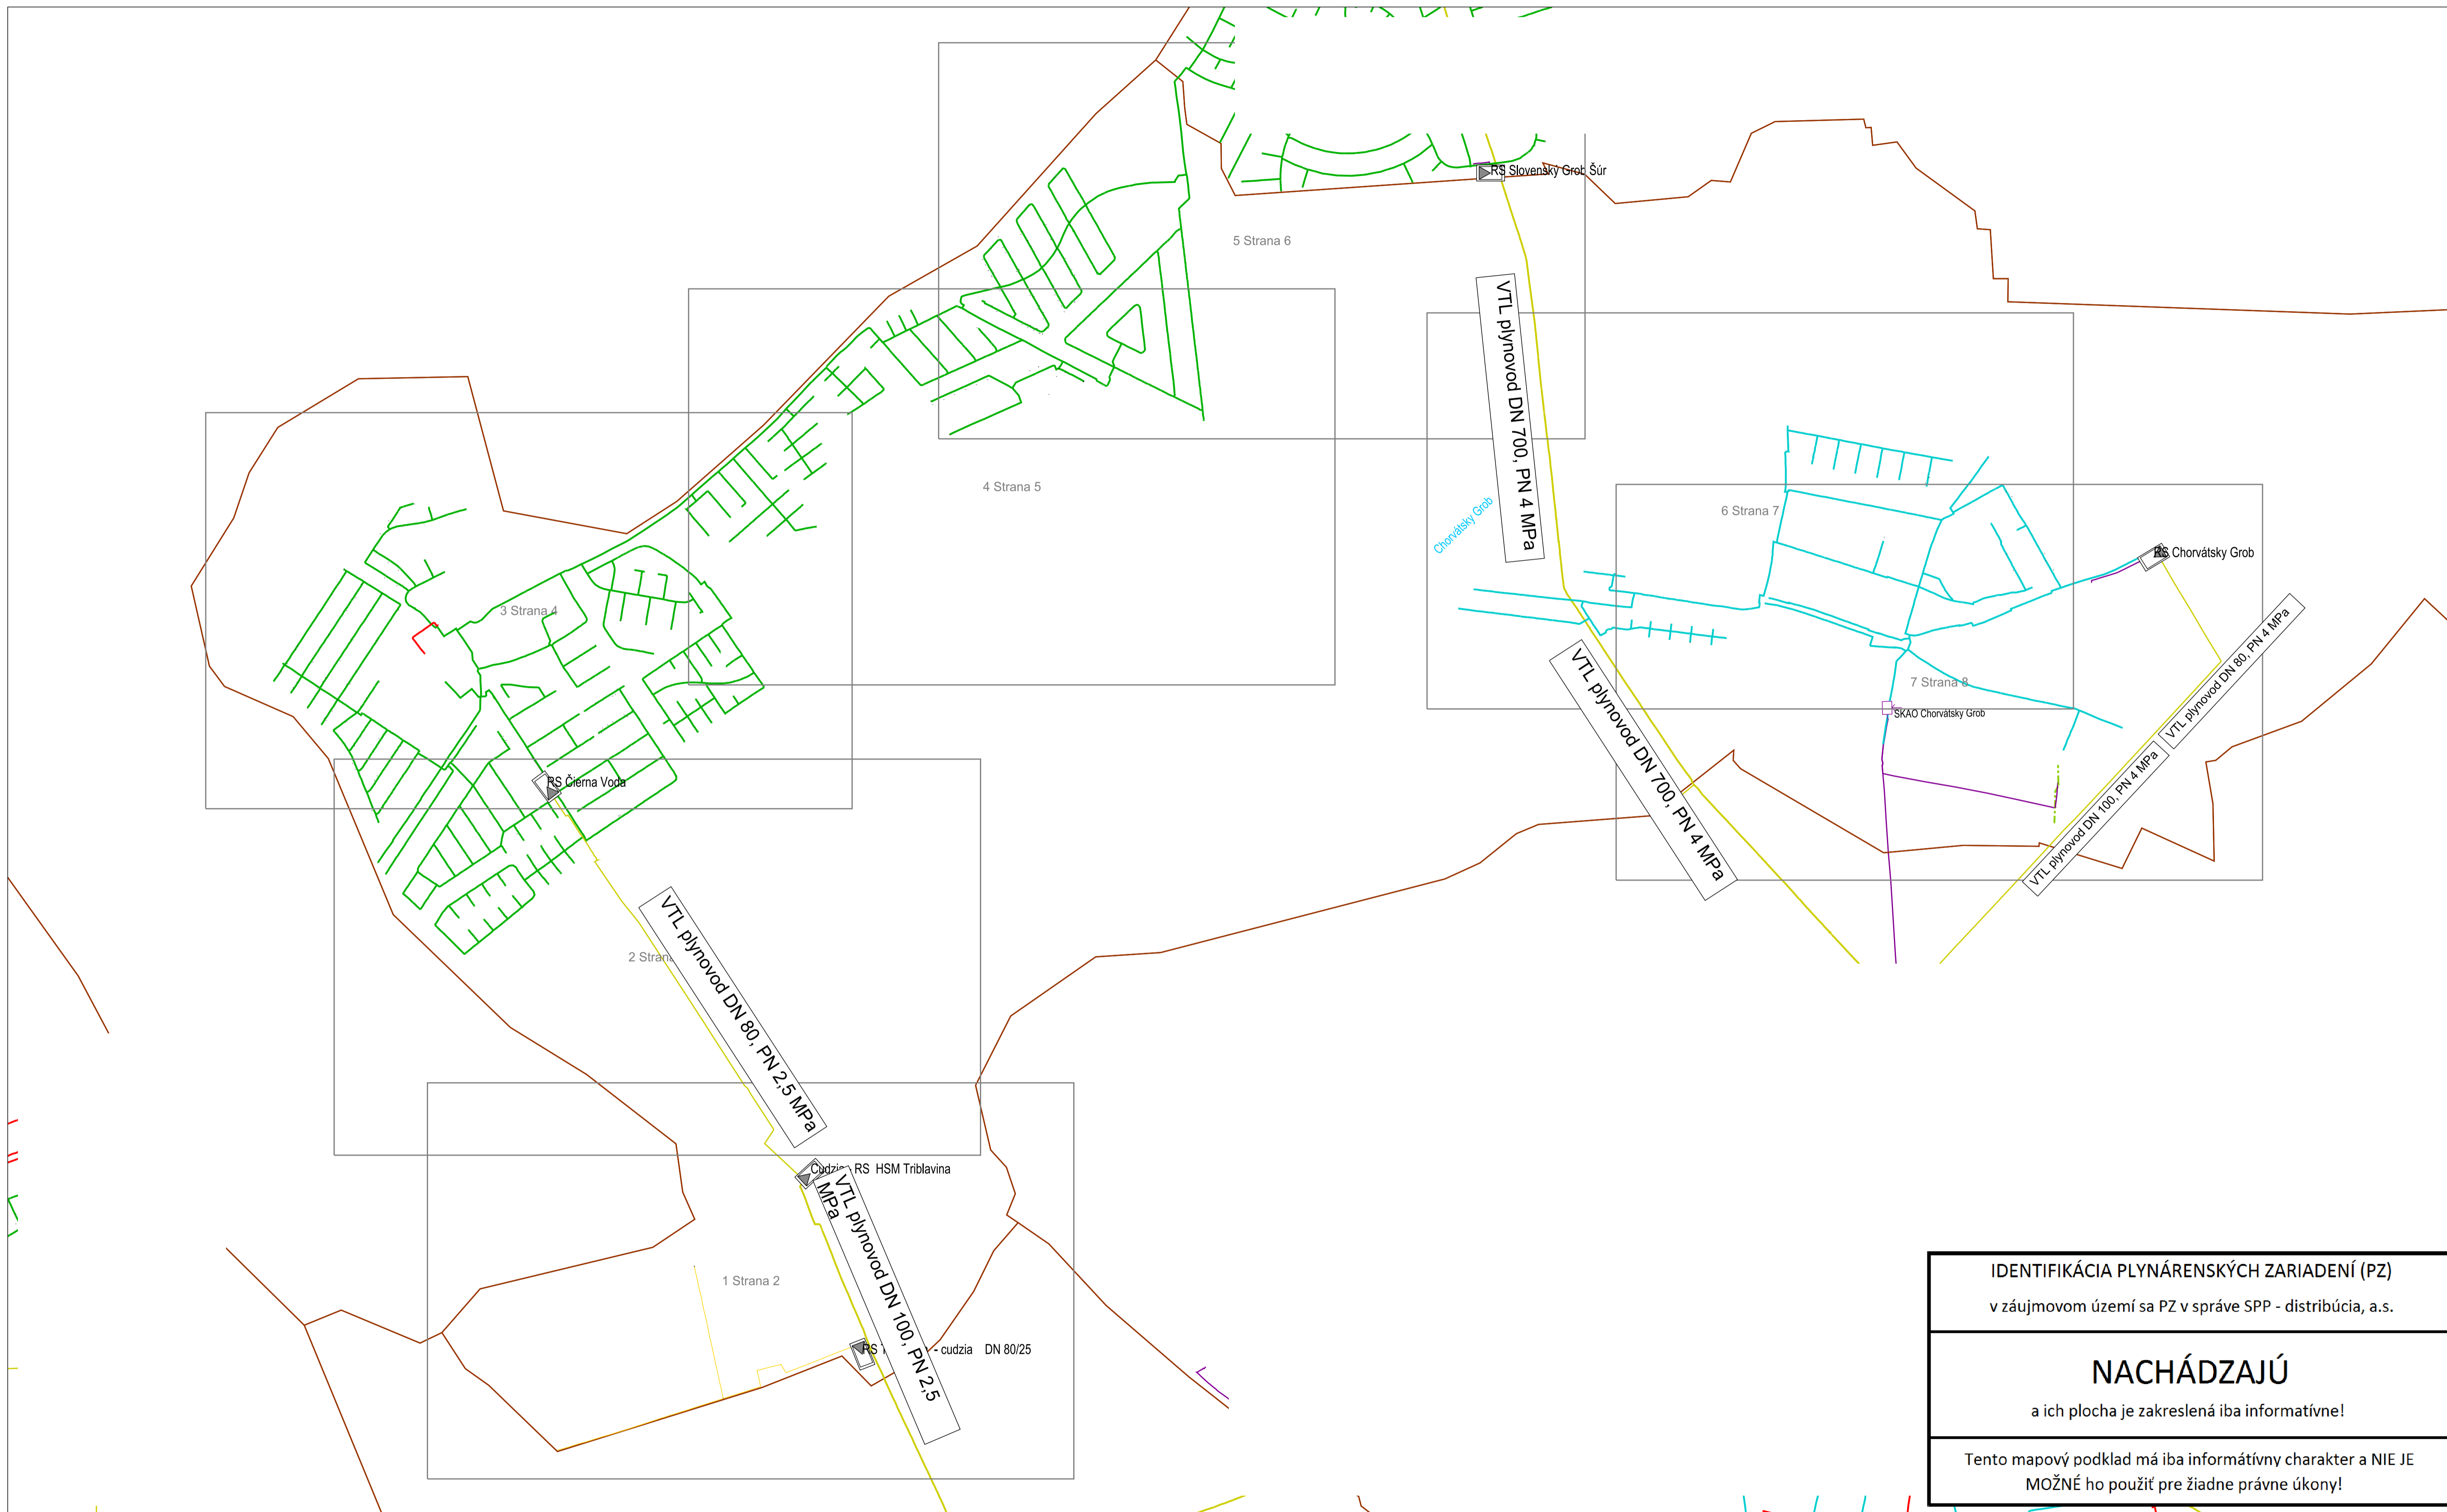 RS Slovenský Grob Šúr
5 Strana 6
VTL plynovod DN 700, PN 4 MPa
4 Strana 5
Chorvátsky Grob
6 Strana 7
RS Chorvátsky Grob
3 Strana 4
VTL plynovod DN 80, PN 4 MPa
VTL plynovod DN 700, PN 4 MPa
7 Strana 8
SKAO Chorvátsky Grob
RS Čierna Voda
VTL plynovod DN 100, PN 4 MPa
2 Stran
VTL plynovod DN 80, PN 2,5 MPa
Cudzia - RS HSM Triblavina
VTL plynovod DN 100, PN 2,5
MPa
1 Strana 2
RS - cudzia DN 80/25
IDENTIFIKÁCIA PLYNÁRENSKÝCH ZARIADENÍ (PZ)
v záujmovom území sa PZ v správe SPP - distribúcia, a.s.
NACHÁDZAJÚ
a ich plocha je zakreslená iba informatívne!
Tento mapový podklad má iba informátívny charakter a NIE JE
MOŽNÉ ho použiť pre žiadne právne úkony!